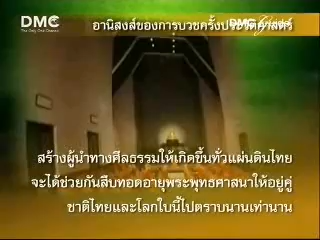 DMC
The Only One Channel
อานิสงส์ของการบวชครั้งประวัติศาสตร์
DMC
สร้างผู้นำทางศีลธรรมให้เกิดขึ้นทั่วแผ่นดินไทย
จะได้ช่วยกันสืบทอดอายุพระพุทธศาสนาให้อยู่คู่
ชาติไทยและโลกใบนี้ไปตราบนานเท่านาน